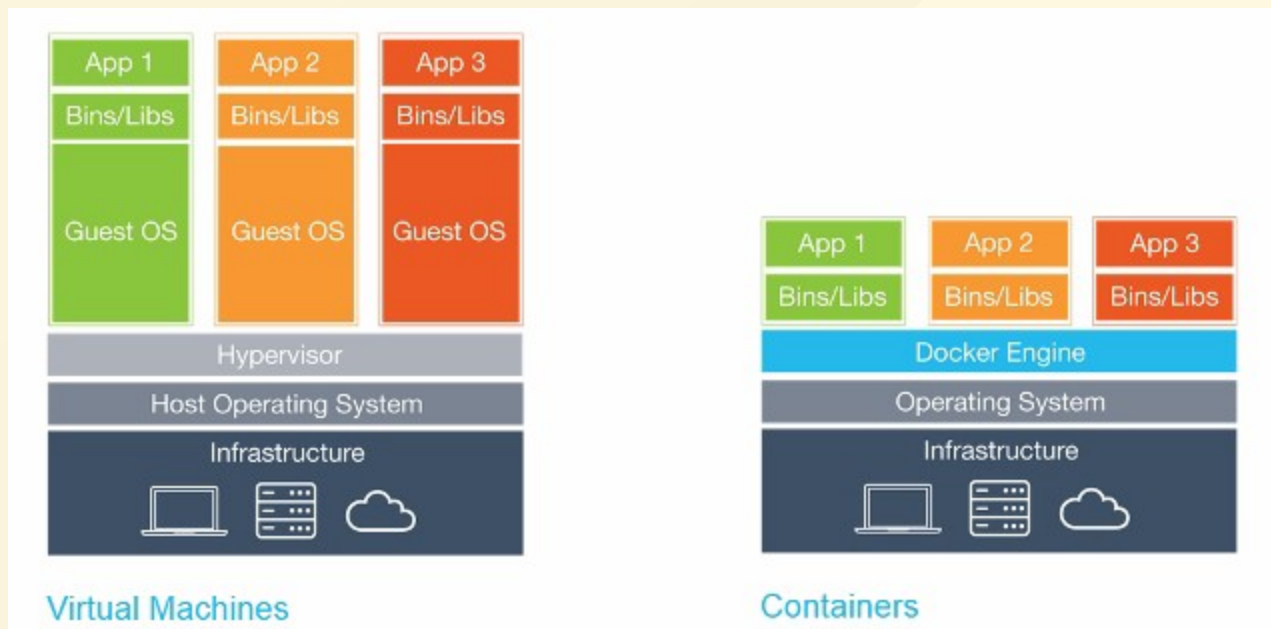 App 1
App 2
App 3
Bins/Libs
Bins/Libs
Bins/Libs
Guest OS
Guest OS
Guest OS
Hypervisor
Host Operating System
Infrastructure
Virtual Machines
App 1
App 2
App 3
Bins/Libs
Bins/Libs
Bins/Libs
Docker Engine
Operating System
Infrastructure
Containers